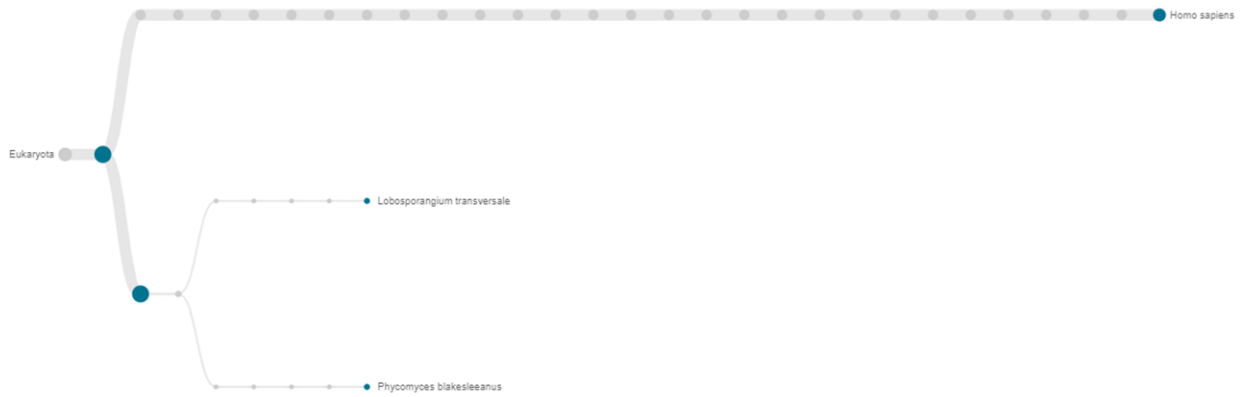 Homo sapiens
Eukaryota
Lobosporangium transversale
Phycomyces blakesleeanus